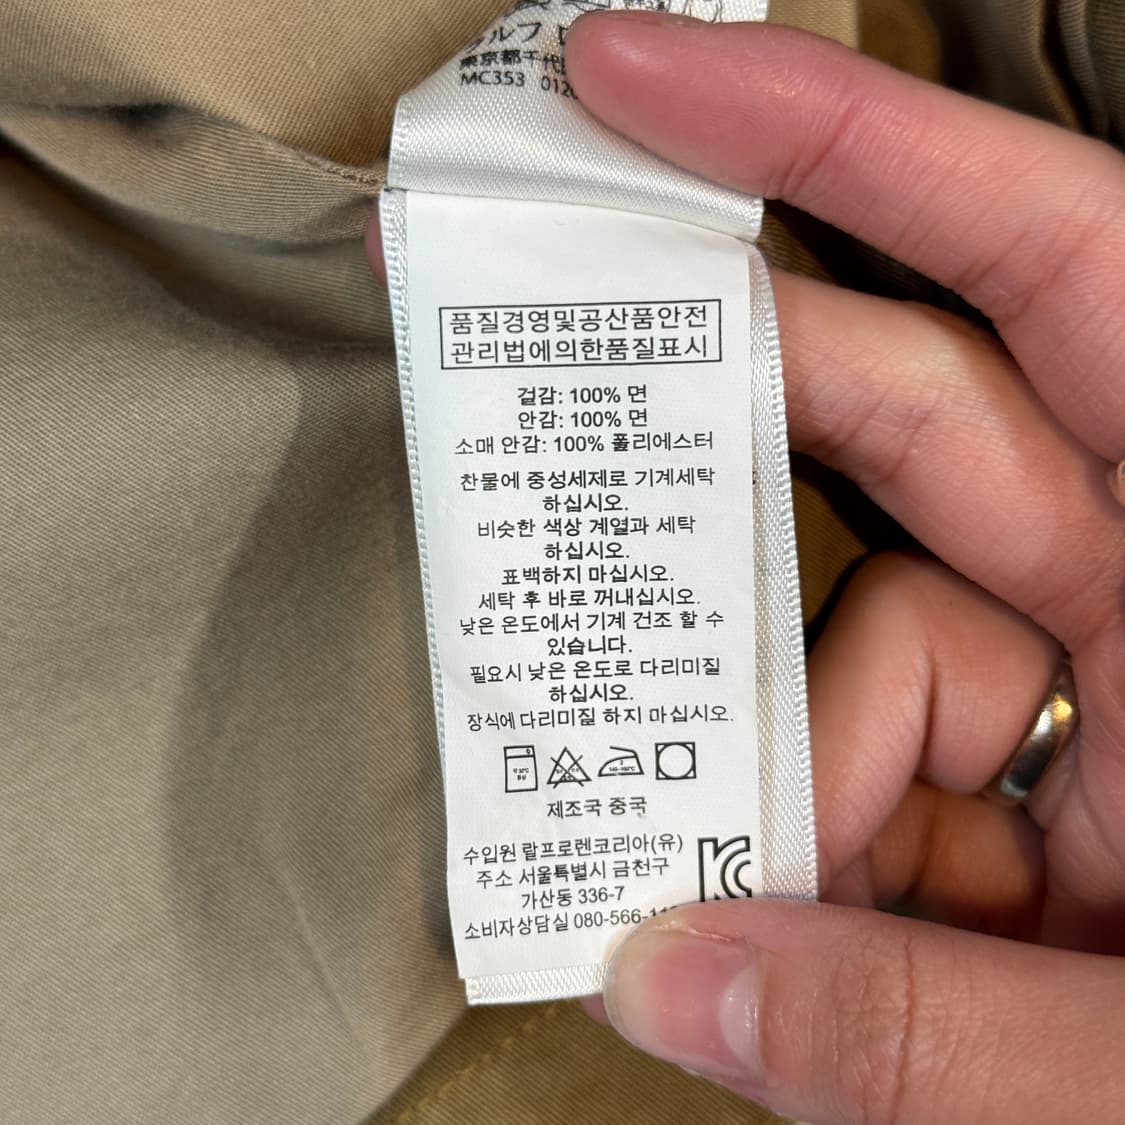 東京都千代
MC353 012
품질경영및공산품안전
관리법에의한품질표시
겉감: 100% 면
안감: 100% 면
소매 안감: 100% 폴리에스터
찬물에 중성세제로 기계세탁
하십시오.
비슷한 색상 계열과 세탁
하십시오.
표백하지 마십시오.
세탁 후 바로 꺼내십시오.
낮은 온도에서 기계 건조 할 수
있습니다.
필요시 낮은 온도로 다리미질
하십시오.
장식에 다리미질 하지 마십시오.
제조국 중국
수입원 랄프로렌코리아(유)
주소 서울특별시 금천구
가산동 336-7
소비자상담실 080-566-